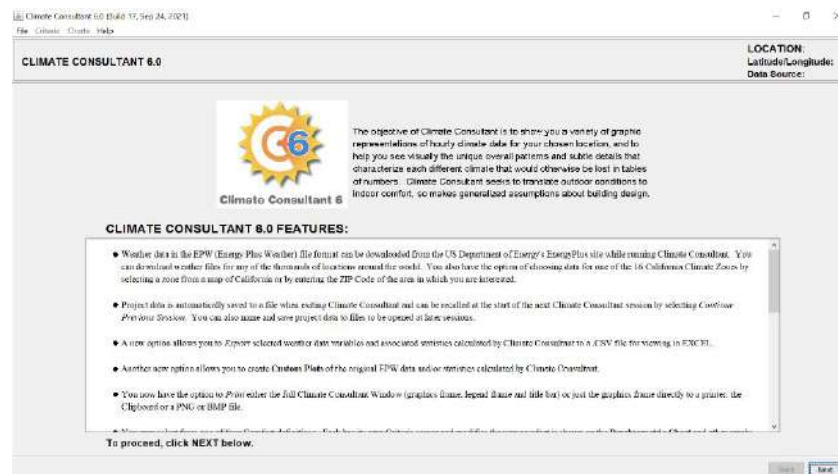 Climate Consultant 6.0 (Build 17, Sep 24, 2021)
File Criteria Charts Help
CLIMATE CONSULTANT 6.0
LOCATION:
Latitude/Longitude:
Data Source:
6
Climate Consultant 6
The objective of Climate Consultant is to show you a variety of graphic
representations of hourly climate data for your chosen location, and to
help you see visually the unique overall patterns and subtle details that
characterize each different climate that would otherwise be lost in tables
of numbers. Climate Consultant seeks to translate outdoor conditions to
indoor comfort, so makes generalized assumptions about building design.
CLIMATE CONSULTANT 6.0 FEATURES:
● Weather data in the EPW (Energy Plus Weather) file format can be downloaded from the US Department of Energy's EnergyPlus site while running Climate Consultant. You
can download weather files for any of the thousands of locations around the world. You also have the option of choosing data for one of the 16 California Climate Zones by
selecting a zone from a map of California or by entering the ZIP Code of the area in which you are interested.
● Project data is automatically saved to a file when exiting Climate Consultant and can be recalled at the start of the next Climate Consultant session by selecting Continue
Previous Session. You can also name and save project data to files to be opened at later sessions.
● A new option allows you to Export selected weather data variables and associated statistics calculated by Climate Consultant to a .CSV file for viewing in EXCEL.
● Another new option allows you to create Custom Plots of the original EPW data and/or statistics calculated by Climate Consultant.
● You now have the option to Print either the full Climate Consultant Window (graphics frame, legend frame and title bar) or just the graphics frame directly to a printer, the
Clipboard or a PNG or BMP file.
To proceed, click NEXT below.
Back Next